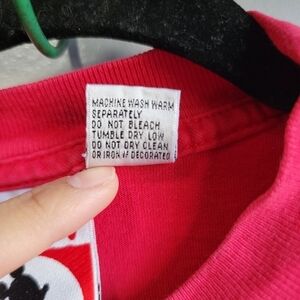 MACHINE WASH WARM
SEPARATELY
DO NOT BLEACH
TUMBLE DRY LOW
DO NOT DRY CLEAN
OR IRON if DECORATED